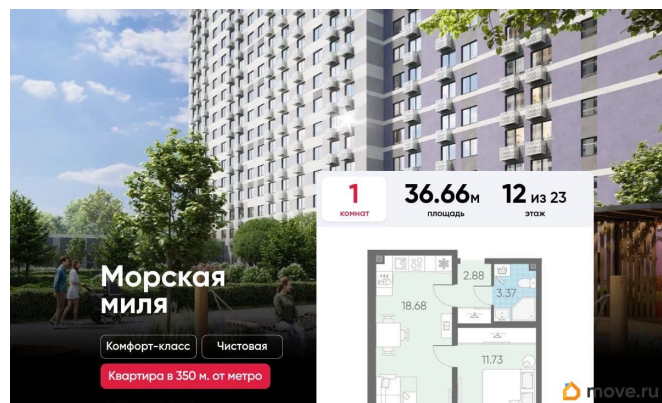 1
комнат
36.66м
площадь
12 из 23
этаж
2.88
3.37
18.68
11.73
Морская
миля
Комфорт-класс
Чистовая
Квартира в 350 м. от метро
move.ru